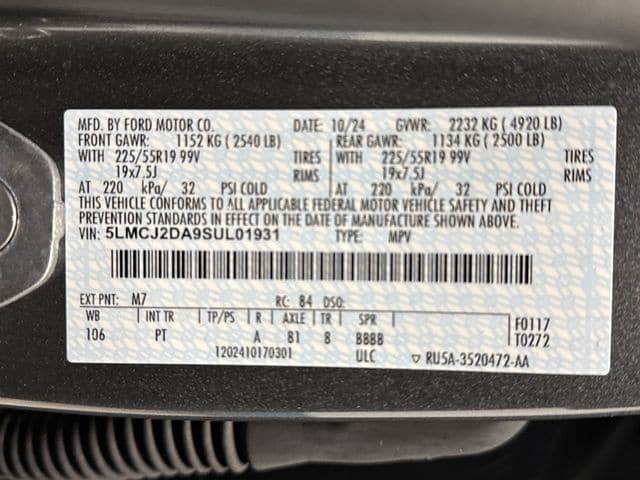 MFD. BY FORD MOTOR CO. DATE: 10/24 GVWR: 2232 KG ( 4920 LB)
FRONT GAWR: 1152 KG ( 2540 LB) REAR GAWR: 1134 KG ( 2500 LB)
WITH 225/55R19 99V TIRES WITH 225/55R19 99V TIRES
19x7.5J RIMS 19x7.5J RIMS
AT 220 kPa/ 32 PSI COLD AT 220 kPa/ 32 PSI COLD
THIS VEHICLE CONFORMS TO ALL APPLICABLE FEDERAL MOTOR VEHICLE SAFETY AND THEFT
PREVENTION STANDARDS IN EFFECT ON THE DATE OF MANUFACTURE SHOWN ABOVE.
VIN: 5LMCJ2DA9SUL01931 TYPE: MPV
EXT PNT: M7 RC: 84 DSO:
WB INT TR TP/PS R AXLE TR SPR F0117
106 PT A 81 8 BBBB T0272
1202410170301 ULC ▽ RU5A-3520472-AA